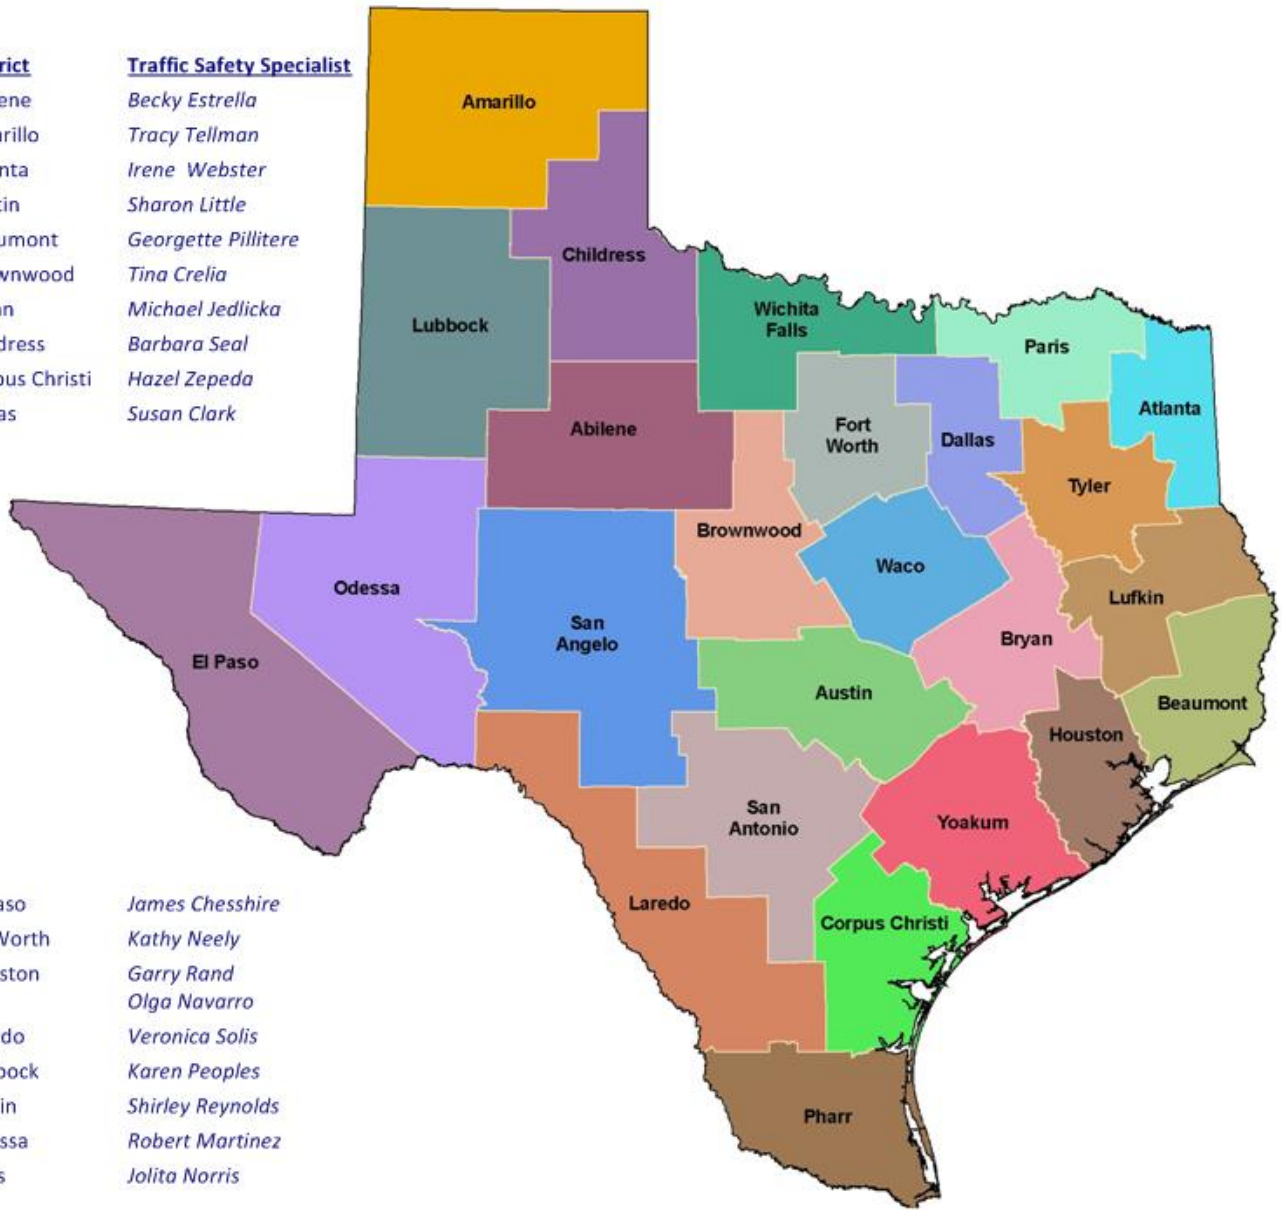 rict Traffic Safety Specialist
ene Becky Estrella
arillo Tracy Tellman
nta Irene Webster
tin Sharon Little
umont Georgette Pillitere
wnwood Tina Crelia
an Michael Jedlicka
dress Barbara Seal
pus Christi Hazel Zepeda
as Susan Clark
Amarillo
Childress
Lubbock
Wichita
Falls
Paris
Atlanta
Abilene
Fort
Worth
Dallas
Tyler
Brownwood
Waco
Odessa
San
Angelo
Lufkin
Bryan
El Paso
Austin
Beaumont
Houston
San
Antonio
Yoakum
Laredo
Corpus Christi
Pharr
aso James Chesshire
Worth Kathy Neely
ston Garry Rand
Olga Navarro
do Veronica Solis
bock Karen Peoples
in Shirley Reynolds
ssa Robert Martinez
s Jolita Norris